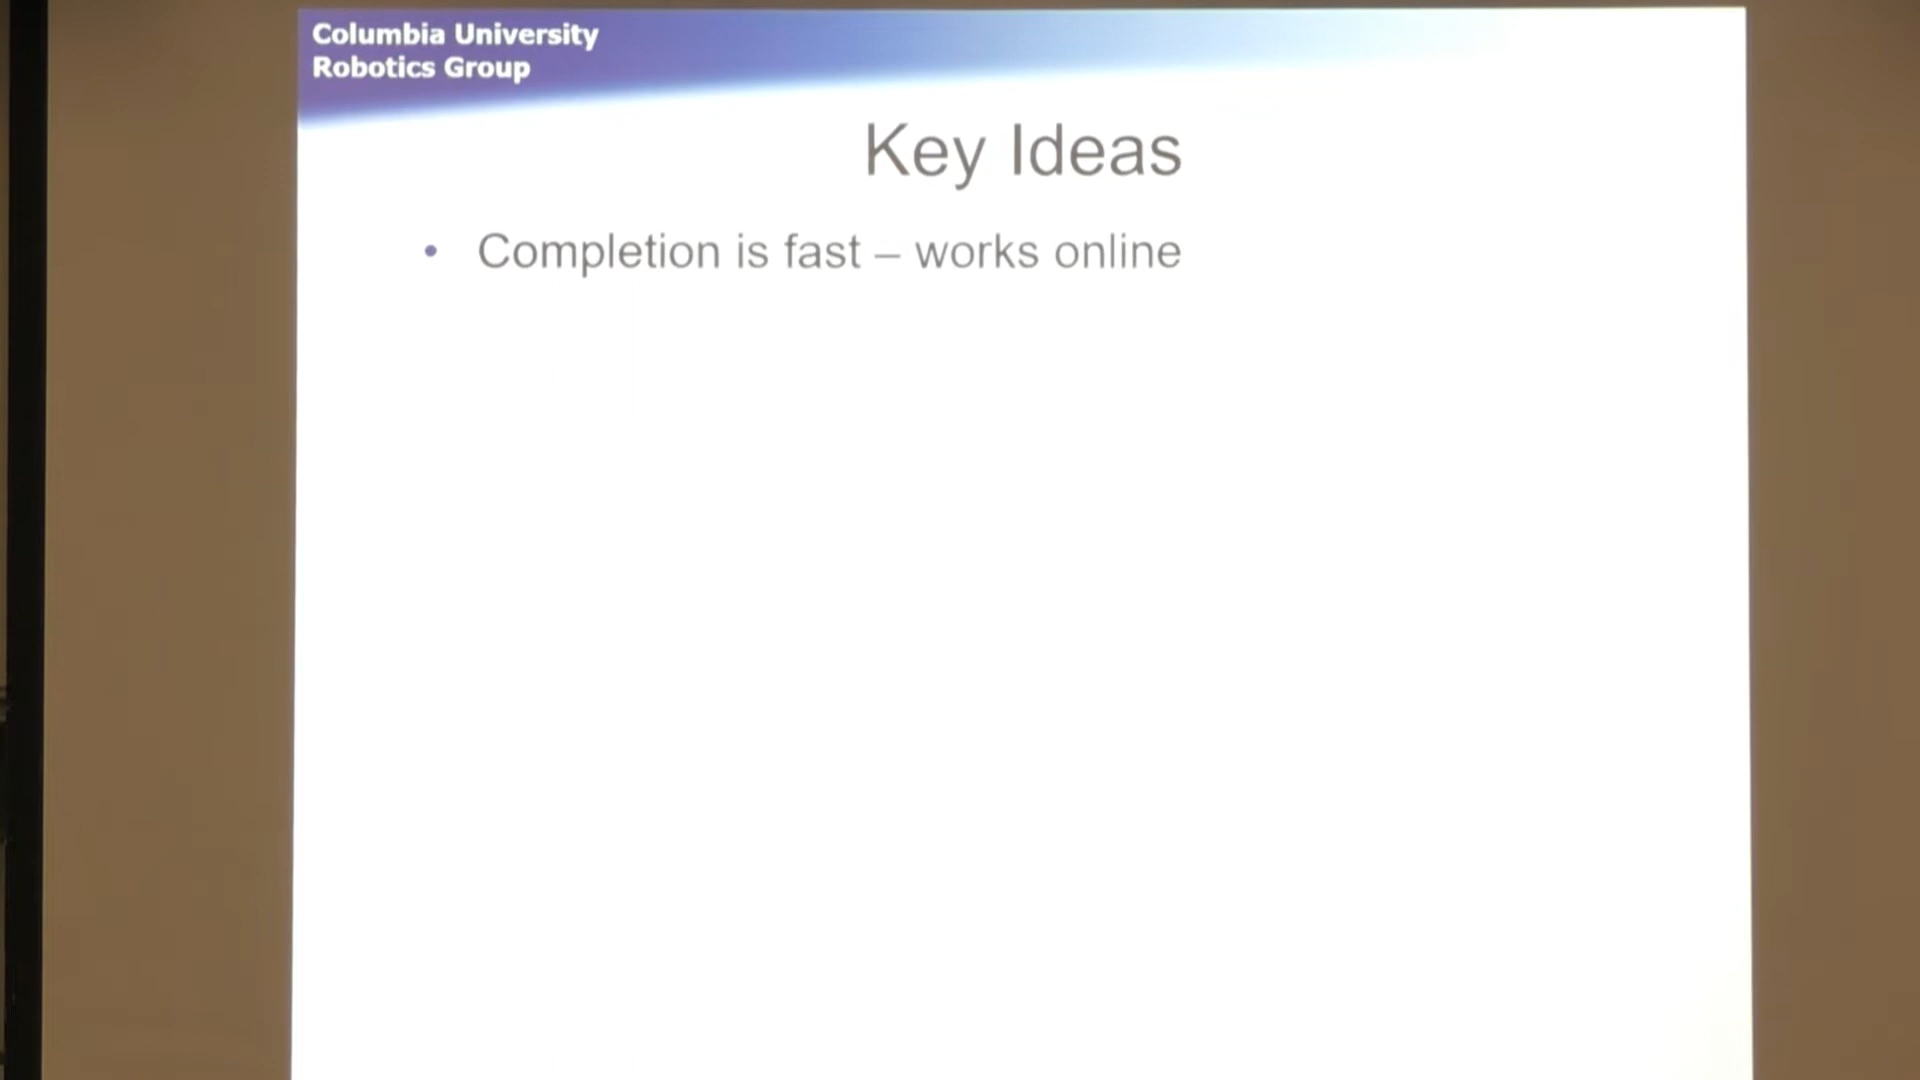 Columbia University
Robotics Group
Key Ideas
• Completion is fast – works online